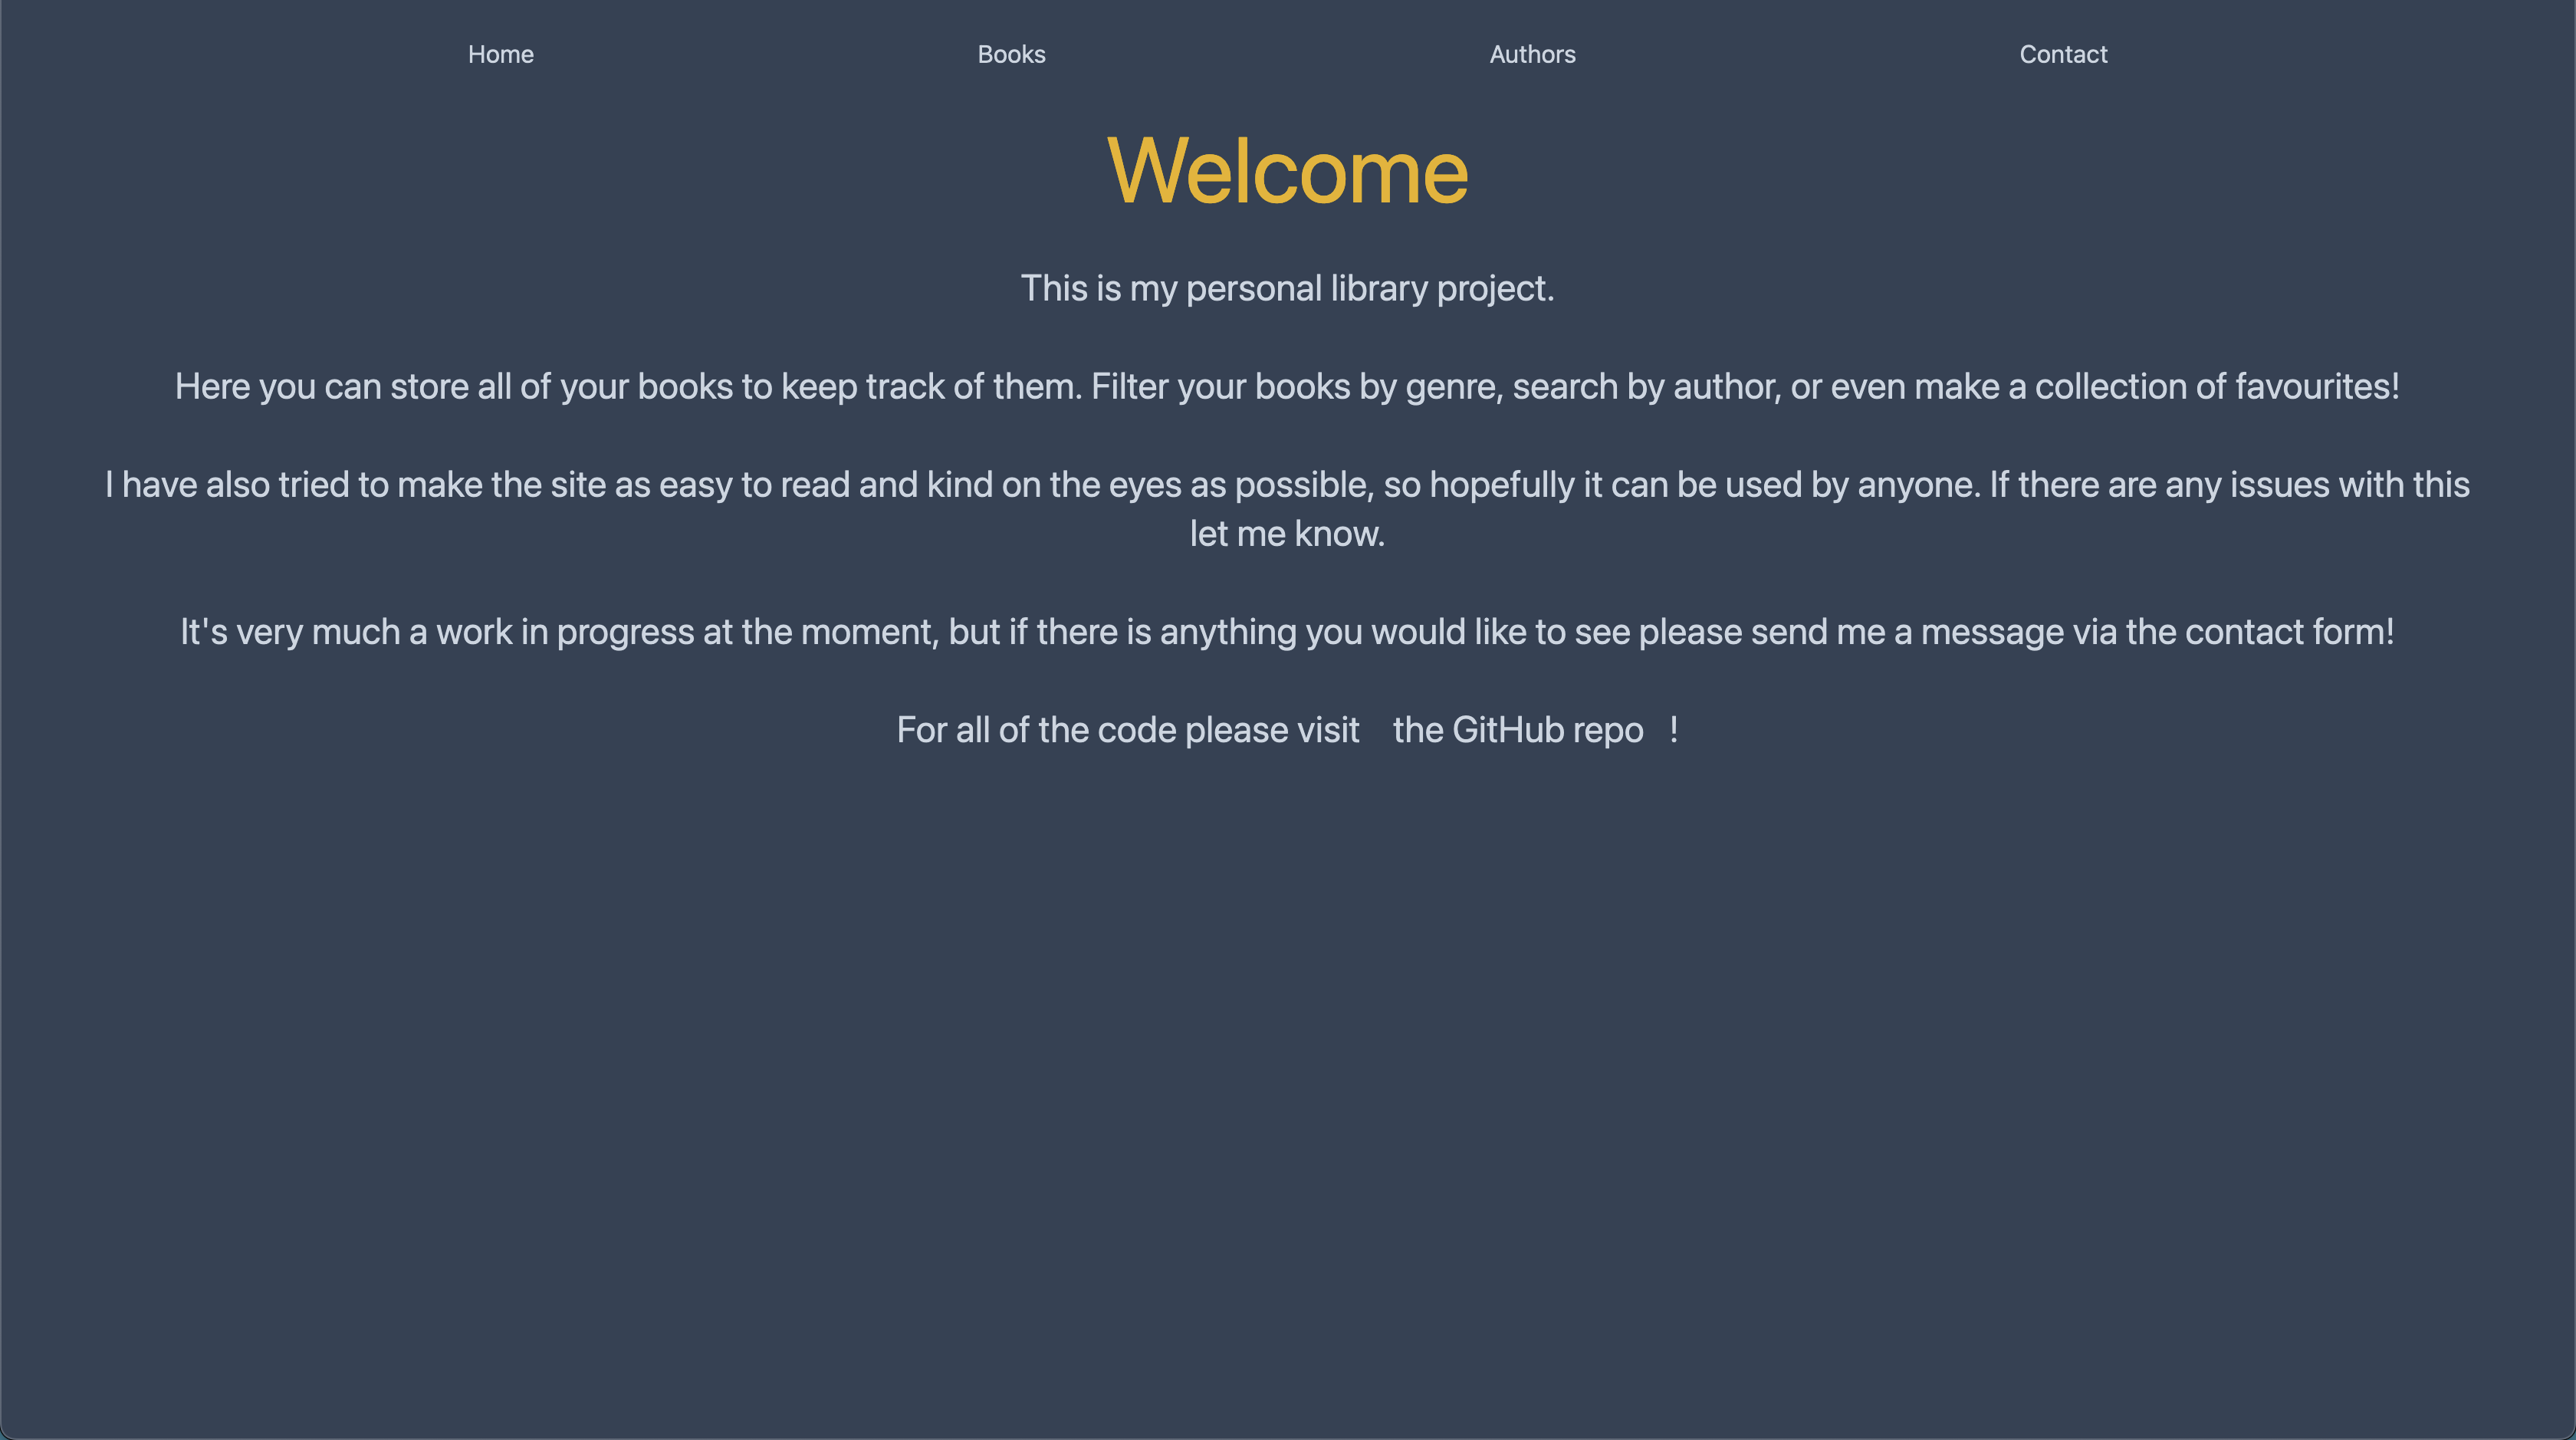 Home Books Authors Contact
Welcome
This is my personal library project.
Here you can store all of your books to keep track of them. Filter your books by genre, search by author, or even make a collection of favourites!
I have also tried to make the site as easy to read and kind on the eyes as possible, so hopefully it can be used by anyone. If there are any issues with this
let me know.
It's very much a work in progress at the moment, but if there is anything you would like to see please send me a message via the contact form!
For all of the code please visit the GitHub repo !